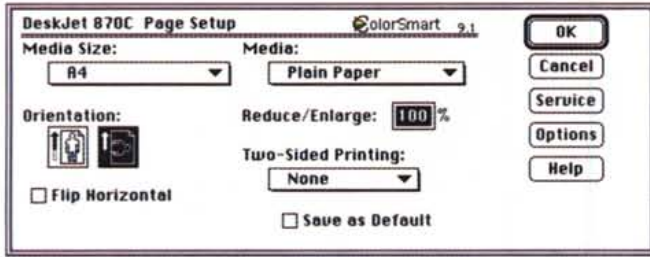 DeskJet 870C Page Setup
ColorSmart 9.1
OK
Media Size:
Media:
A4
Plain Paper
Cancel
Service
Orientation:
Reduce/Enlarge: 100 %
Options
Two-Sided Printing:
None
Help
Flip Horizontal
Save as Default